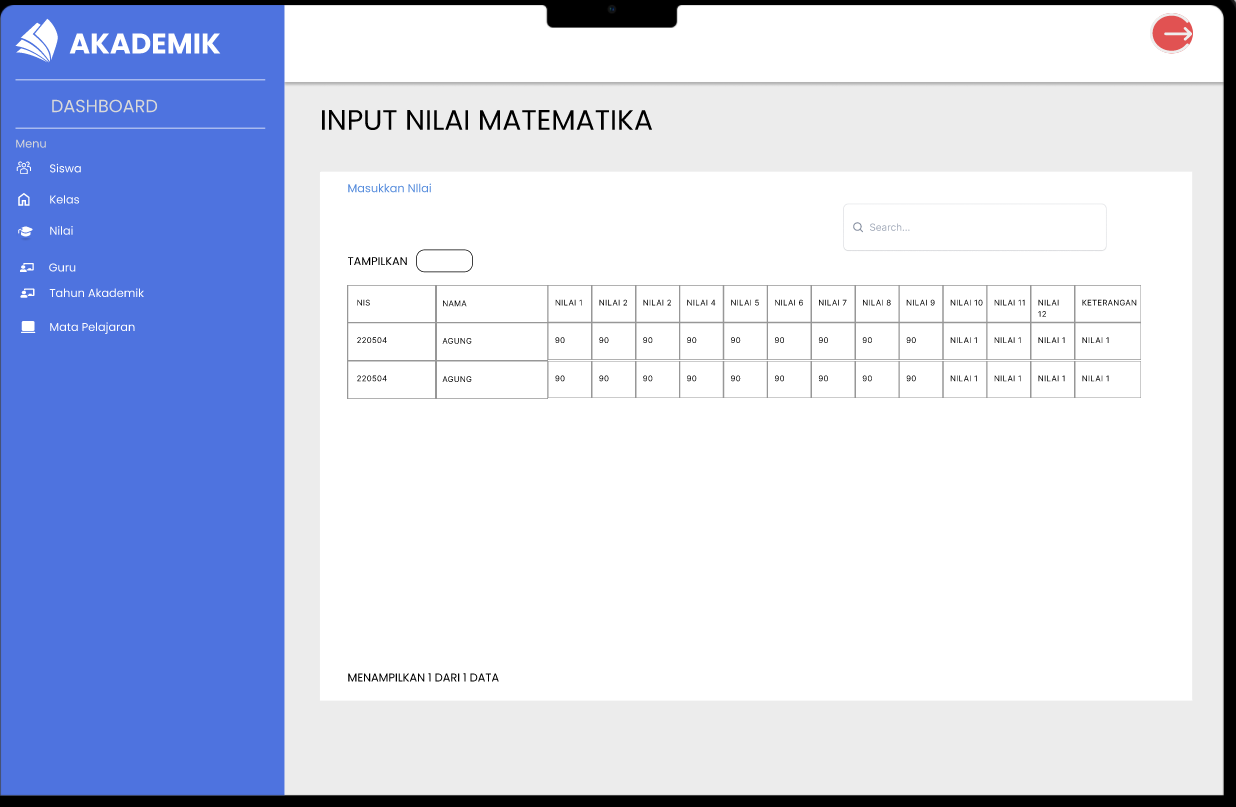 AKADEMIK
DASHBOARD
Menu
Siswa
Kelas
Nilai
Guru
Tahun Akademik
Mata Pelajaran
INPUT NILAI MATEMATIKA
Masukkan NIlai
Search...
TAMPILKAN
NIS NAMA NILAI 1 NILAI 2 NILAI 2 NILAI 4 NILAI 5 NILAI 6 NILAI 7 NILAI 8 NILAI 9 NILAI 10 NILAI 11 NILAI 12 KETERANGAN
220504 AGUNG 90 90 90 90 90 90 90 90 90 NILAI 1 NILAI 1 NILAI 1 NILAI 1
220504 AGUNG 90 90 90 90 90 90 90 90 90 NILAI 1 NILAI 1 NILAI 1 NILAI 1
MENAMPILKAN 1 DARI 1 DATA